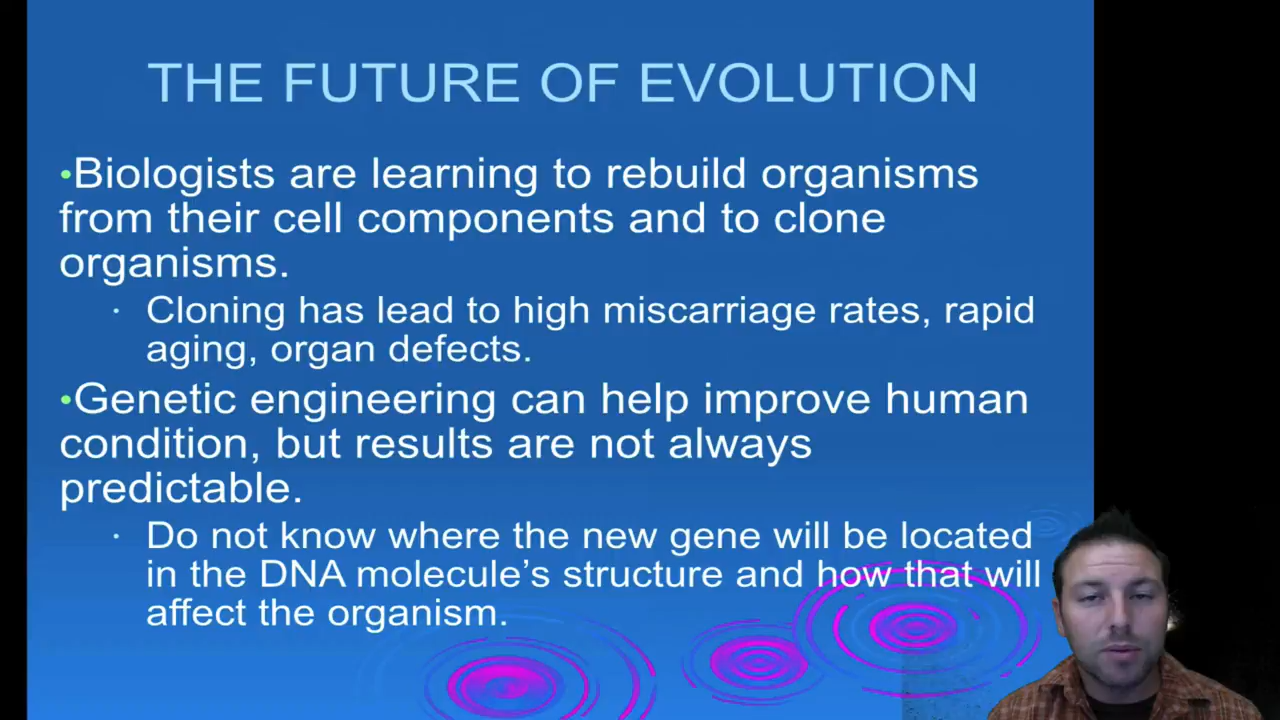 THE FUTURE OF EVOLUTION
•Biologists are learning to rebuild organisms
from their cell components and to clone
organisms.
· Cloning has lead to high miscarriage rates, rapid
aging, organ defects.
•Genetic engineering can help improve human
condition, but results are not always
predictable.
· Do not know where the new gene will be located
in the DNA molecule’s structure and how that will
affect the organism.